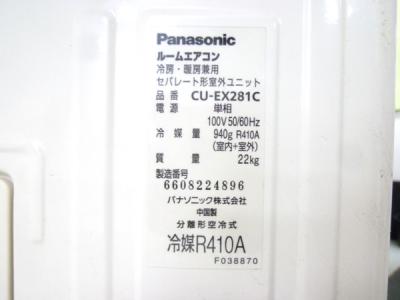 Panasonic
ルームエアコン
冷房・暖房兼用
セパレート形室外ユニット
品番 CU-EX281C
電源 単相
100V 50/60Hz
冷媒量 940g R410A
(室内+室外)
質量 22kg
製造番号
6608224896
パナソニック株式会社
中国製
分離形空冷式
冷媒R410A
F038870